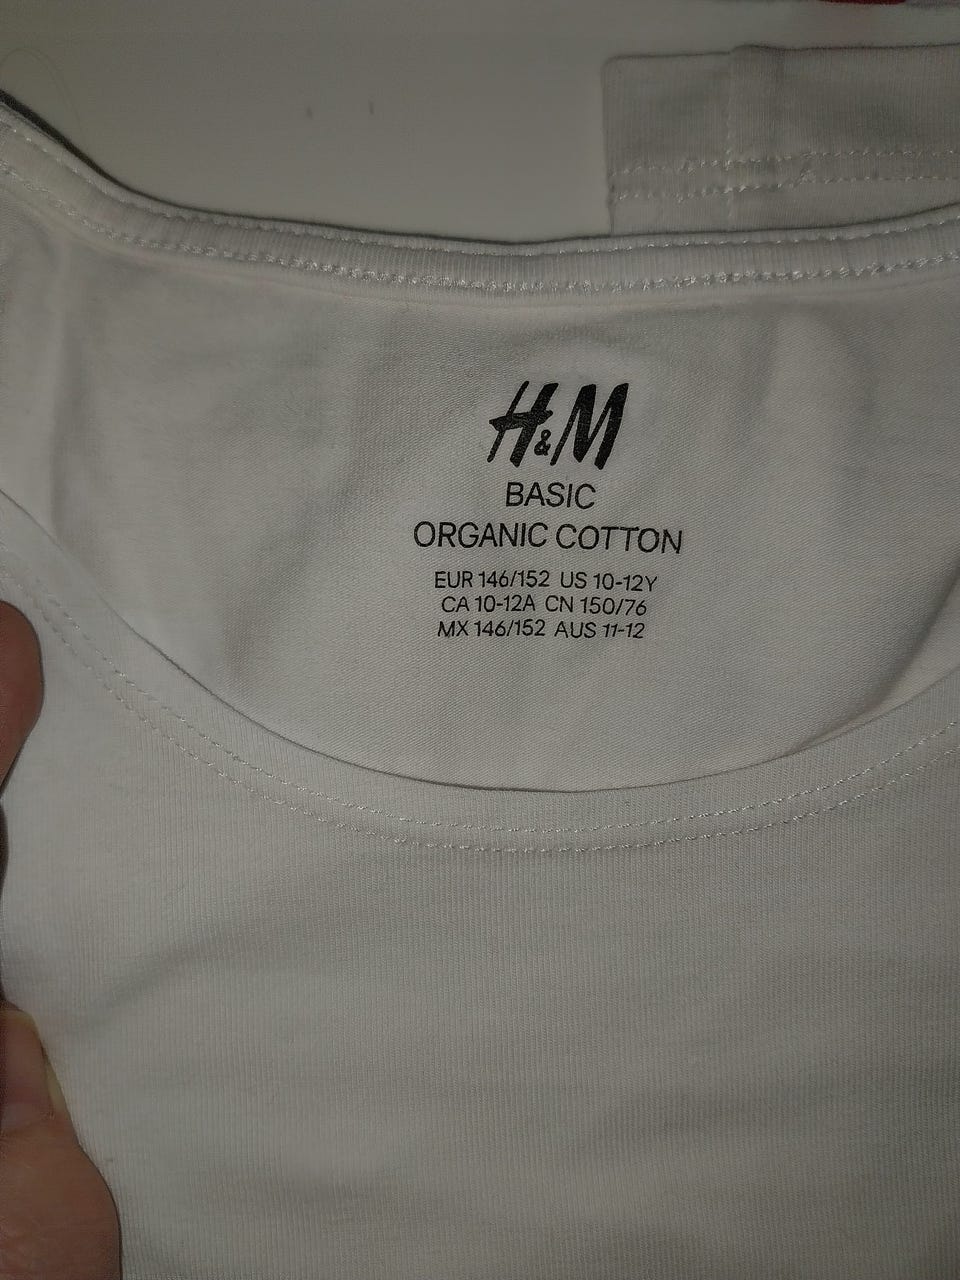 H&M
BASIC
ORGANIC COTTON
EUR 146/152 US 10-12Y
CA 10-12A CN 150/76
MX 146/152 AUS 11-12